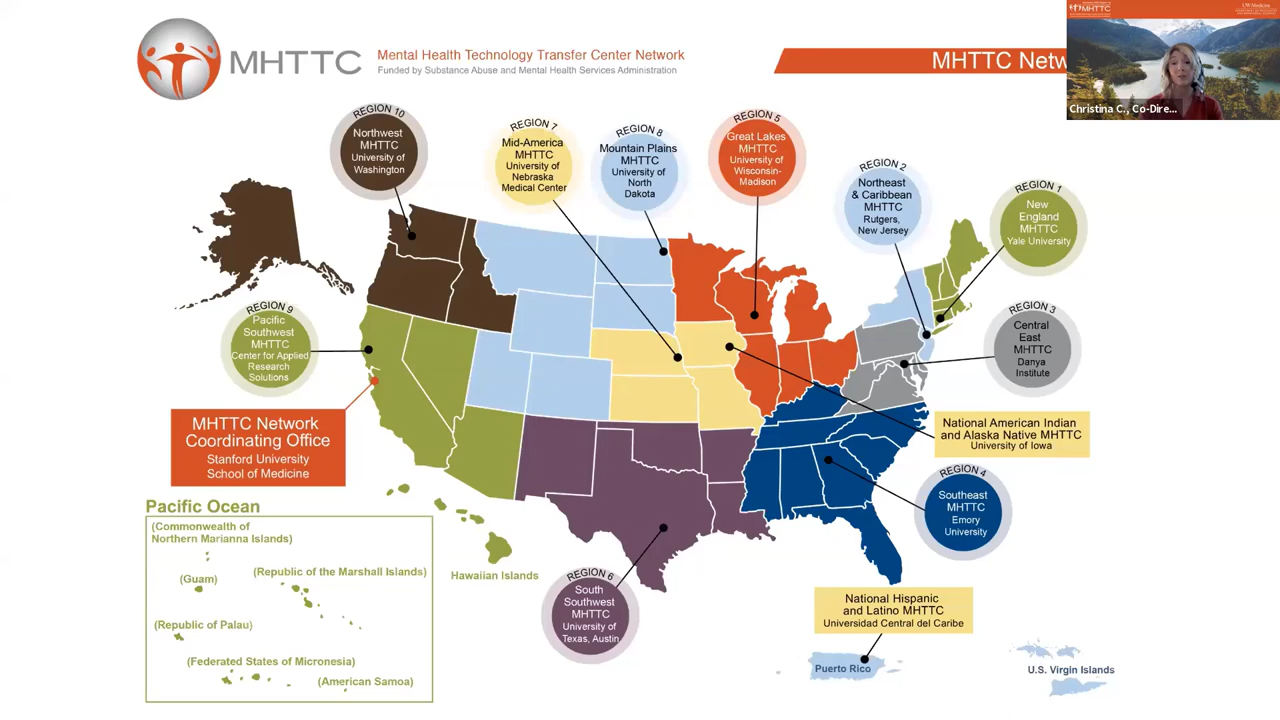 MHTTC
Mental Health Technology Transfer Center Network
Funded by Substance Abuse and Mental Health Services Administration
MHTTC Netw
MHTTC
UW Medicine
Christina C., Co-Dire...
REGION 10
Northwest
MHTTC
University of
Washington
REGION 7
Mid-America
MHTTC
University of
Nebraska
Medical Center
REGION 8
Mountain Plains
MHTTC
University of
North
Dakota
REGION 5
Great Lakes
MHTTC
University of
Wisconsin-
Madison
REGION 2
Northeast
& Caribbean
MHTTC
Rutgers,
New Jersey
REGION 1
New
England
MHTTC
Yale University
REGION 9
Pacific
Southwest
MHTTC
Center for Applied
Research
Solutions
REGION 3
Central
East
MHTTC
Danya
Institute
MHTTC Network
Coordinating Office
Stanford University
School of Medicine
National American Indian
and Alaska Native MHTTC
University of Iowa
REGION 4
Southeast
MHTTC
Emory
University
Pacific Ocean
(Commonwealth of
Northern Marianna Islands)
(Guam)
(Republic of the Marshall Islands)
(Republic of Palau)
(Federated States of Micronesia)
(American Samoa)
Hawaiian Islands
REGION 6
South
Southwest
MHTTC
University of
Texas, Austin
National Hispanic
and Latino MHTTC
Universidad Central del Caribe
Puerto Rico
U.S. Virgin Islands